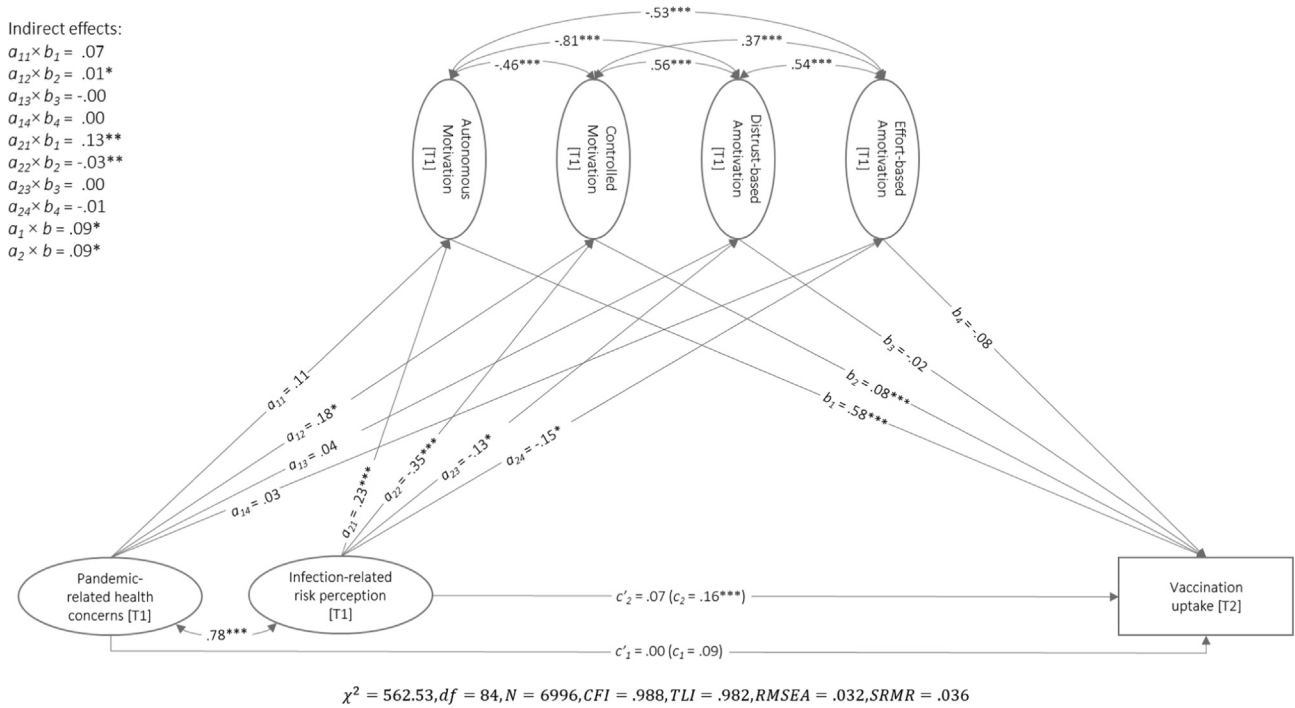 Indirect effects:
a11× b1 = .07
a12× b2 = .01*
a13× b3 = -.00
a14× b4 = .00
a21× b1 = .13**
a22× b2 = -.03**
a23× b3 = .00
a24× b4 = -.01
a1 × b = .09*
a2 × b = .09*
-.53***
-.81***
.37***
-.46***
.56***
.54***
Autonomous
Motivation
[T1]
Controlled
Motivation
[T1]
Distrust-based
Amotivation
[T1]
Effort-based
Amotivation
[T1]
a11 = .11
a12 = .18*
a13 = .04
a14 = .03
a21 = .23***
a22 = -.35***
a23 = -.13*
a24 = -.15*
b4 = -.08
b3 = -.02
b2 = .08***
b1 = .58***
Pandemic-
related health
concerns [T1]
Infection-related
risk perception
[T1]
.78***
c'2 = .07 (c2 = .16***)
c'1 = .00 (c1 = .09)
Vaccination
uptake [T2]
χ² = 562.53, df = 84, N = 6996, CFI = .988, TLI = .982, RMSEA = .032, SRMR = .036